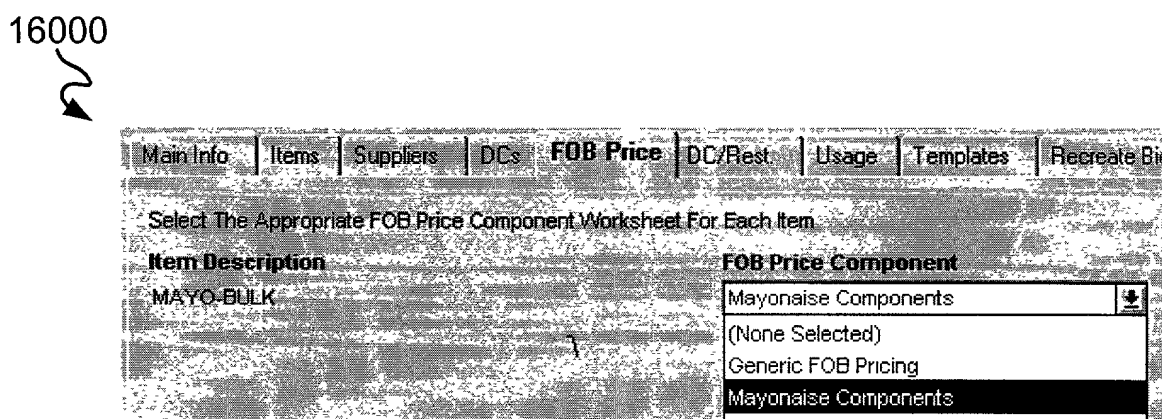 16000
Main Info Items Suppliers DCs FOB Price DC/Rest. Usage Templates Recreate Bi
Select The Appropriate FOB Price Component Worksheet For Each Item
Item Description FOB Price Component
MAYO-BULK Mayonaise Components
(None Selected)
Generic FOB Pricing
Mayonaise Components